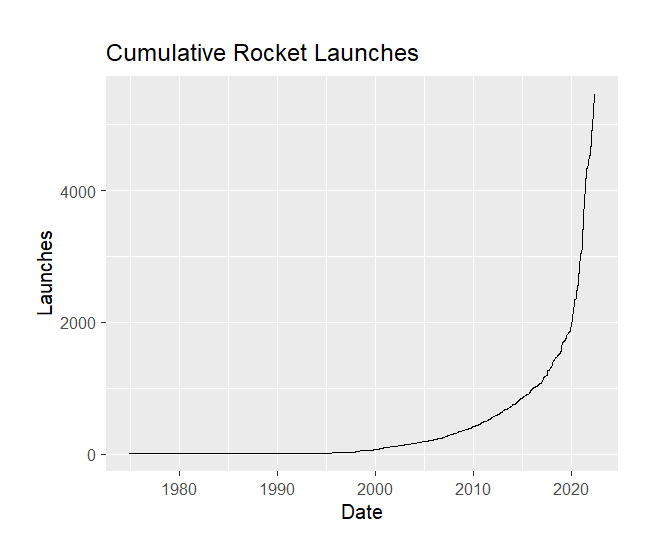 Cumulative Rocket Launches
Launches
4000
2000
0
1980 1990 2000 2010 2020
Date